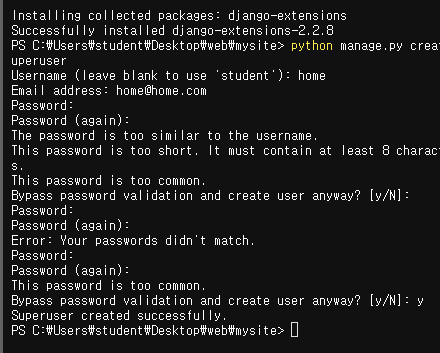 Installing collected packages: django-extensions
Successfully installed django-extensions-2.2.8
PS C:₩Users₩student₩Desktop₩web₩mysite> python manage.py creat
uperuser
Username (leave blank to use 'student'): home
Email address: home@home.com
Password:
Password (again):
The password is too similar to the username.
This password is too short. It must contain at least 8 charact
s.
This password is too common.
Bypass password validation and create user anyway? [y/N]:
Password:
Password (again):
Error: Your passwords didn't match.
Password:
Password (again):
This password is too common.
Bypass password validation and create user anyway? [y/N]: y
Superuser created successfully.
PS C:₩Users₩student₩Desktop₩web₩mysite>